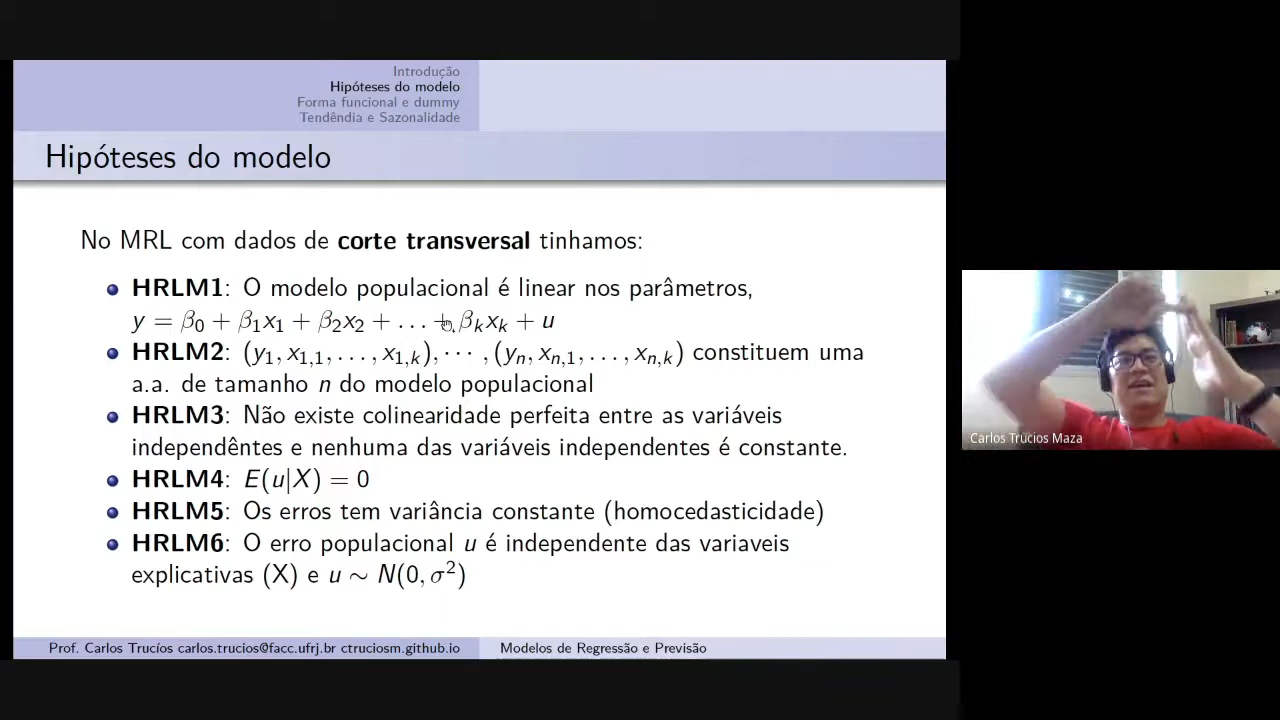 Introdução
Hipóteses do modelo
Forma funcional e dummy
Tendêndia e Sazonalidade
Hipóteses do modelo
No MRL com dados de corte transversal tinhamos:
HRLM1: O modelo populacional é linear nos parâmetros,
y = β₀ + β₁x₁ + β₂x₂ + . . . + βₖxₖ + u
HRLM2: (y₁, x₁,₁, . . . , x₁,ₖ), · · · , (yₙ, xₙ,₁, . . . , xₙ,ₖ) constituem uma
a.a. de tamanho n do modelo populacional
HRLM3: Não existe colinearidade perfeita entre as variáveis
independêntes e nenhuma das variáveis independentes é constante.
HRLM4: E(u|X) = 0
HRLM5: Os erros tem variância constante (homocedasticidade)
HRLM6: O erro populacional u é independente das variaveis
explicativas (X) e u ∼ N(0, σ²)
Prof. Carlos Trucíos carlos.trucios@facc.ufrj.br ctruciosm.github.io
Modelos de Regressão e Previsão
Carlos Trucios Maza